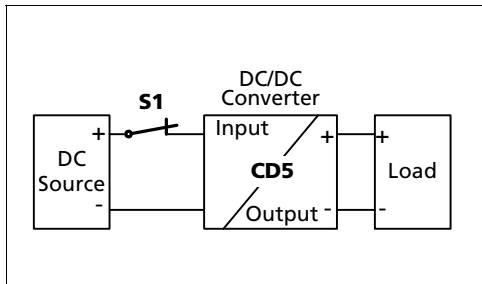 DC/DC
Converter
S1
Input
+
+
+
DC
Source
CD5
Load
-
Output
-
-